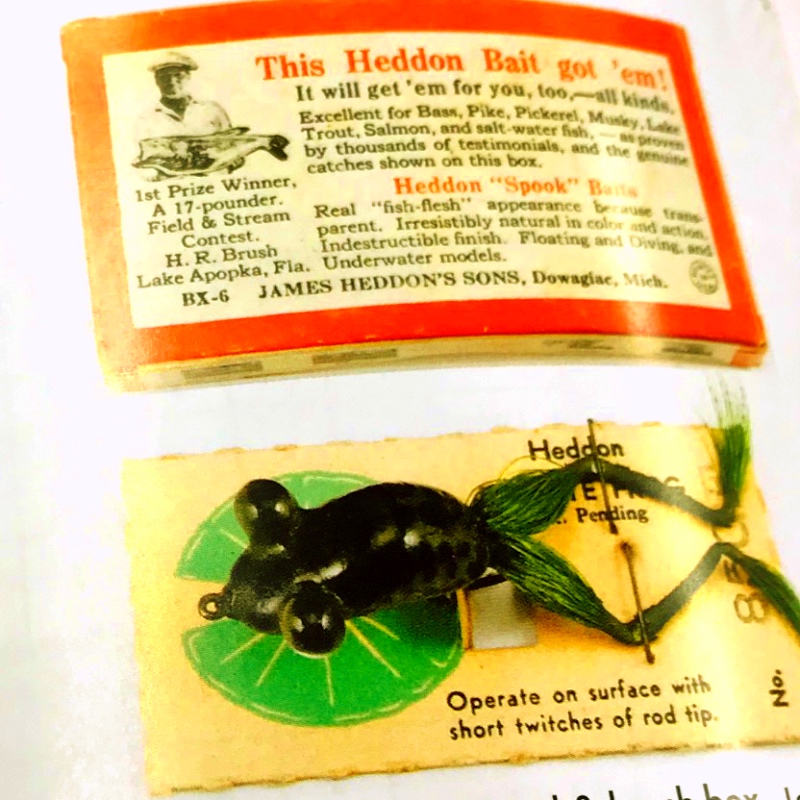 This Heddon Bait got 'em!
It will get 'em for you, too,—all kinds.
Excellent for Bass, Pike, Pickerel, Musky, Lake
Trout, Salmon, and salt-water fish, — as proven
by thousands of testimonials, and the genuine
catches shown on this box.
1st Prize Winner,
A 17-pounder.
Field & Stream
Contest.
H. R. Brush
Lake Apopka, Fla.
Heddon "Spook" Baits
Real "fish-flesh" appearance because trans-
parent. Irresistibly natural in color and action.
Indestructible finish. Floating and Diving, and
Underwater models.
BX-6 JAMES HEDDON'S SONS, Dowagiac, Mich.
Heddon
Pending
Operate on surface with
short twitches of rod tip.
No.